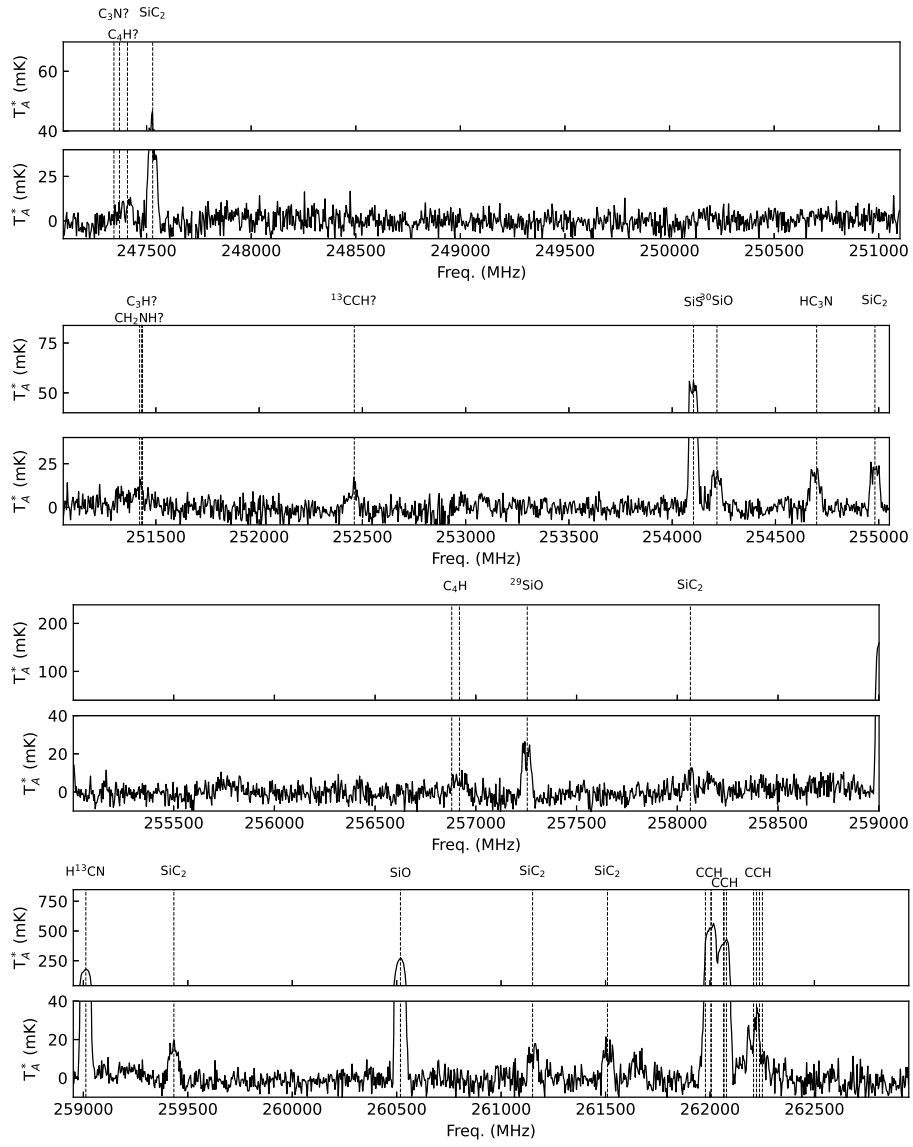 C₃N? SiC₂
C₄H?
T*A (mK)
60
40
T*A (mK)
25
0
247500 248000 248500 249000 249500 250000 250500 251000
Freq. (MHz)
C₃H? ¹³CCH? SiS ³⁰SiO HC₃N SiC₂
CH₂NH?
T*A (mK)
75
50
T*A (mK)
25
0
251500 252000 252500 253000 253500 254000 254500 255000
Freq. (MHz)
C₄H ²⁹SiO SiC₂
T*A (mK)
200
100
T*A (mK)
40
20
0
255500 256000 256500 257000 257500 258000 258500 259000
Freq. (MHz)
H¹³CN SiC₂ SiO SiC₂ SiC₂ CCH CCH
CCH
T*A (mK)
750
500
250
T*A (mK)
40
20
0
259000 259500 260000 260500 261000 261500 262000 262500
Freq. (MHz)